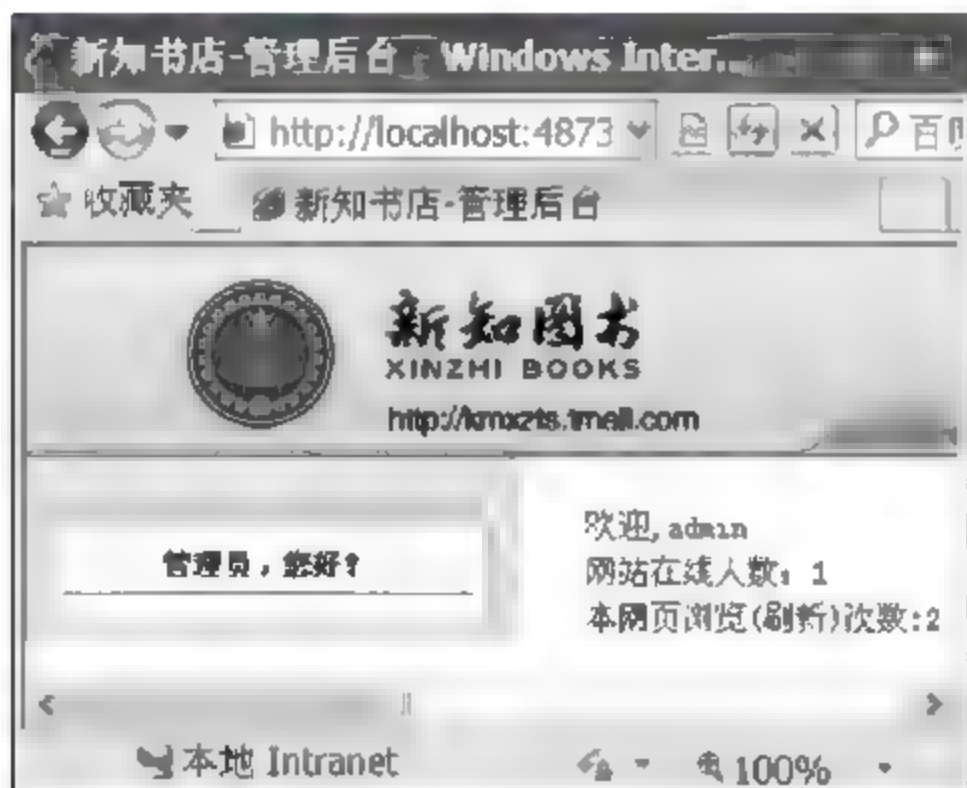 新知书店-管理后台 - Windows Inter...
http://localhost:4873
收藏夹 新知书店-管理后台
新知图书
XINZHI BOOKS
管理员，您好!
欢迎,admin
网站在线人数: 1
本网页浏览(刷新)次数:2
本地 Intranet 100%